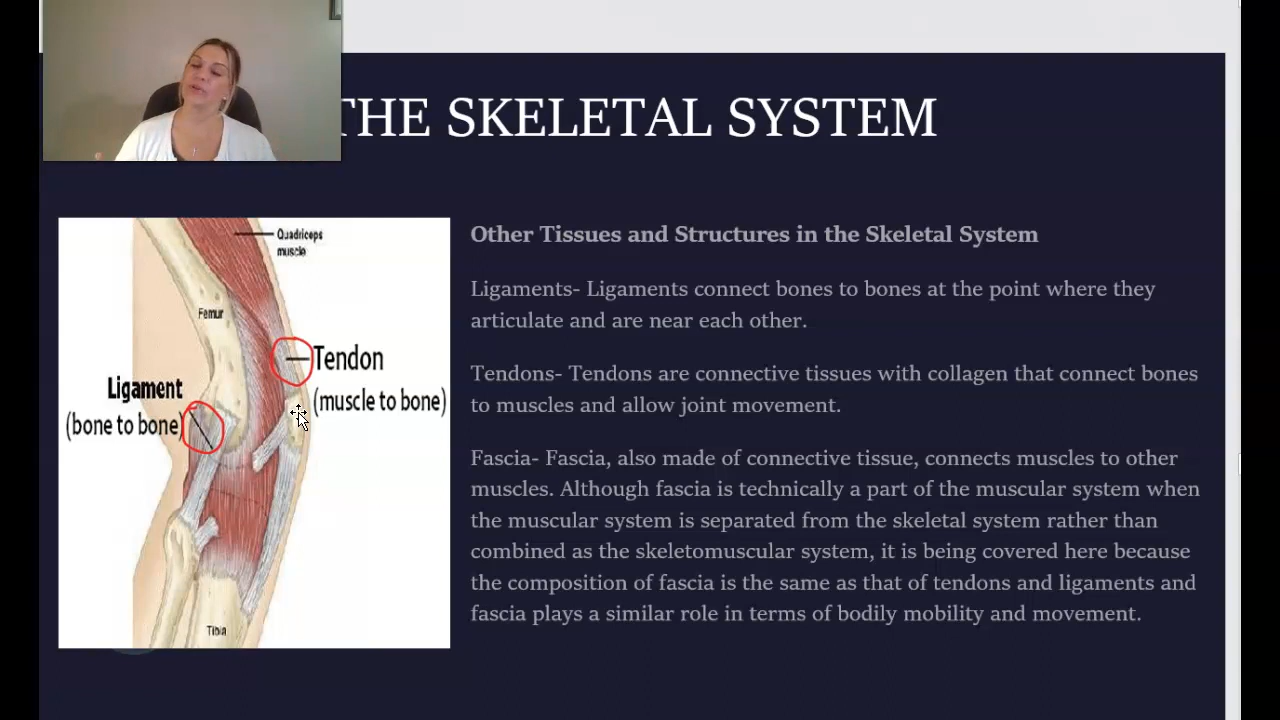 THE SKELETAL SYSTEM
Quadriceps
muscle
Femur
Tendon
(muscle to bone)
Ligament
(bone to bone)
Tibia
Other Tissues and Structures in the Skeletal System
Ligaments- Ligaments connect bones to bones at the point where they
articulate and are near each other.
Tendons- Tendons are connective tissues with collagen that connect bones
to muscles and allow joint movement.
Fascia- Fascia, also made of connective tissue, connects muscles to other
muscles. Although fascia is technically a part of the muscular system when
the muscular system is separated from the skeletal system rather than
combined as the skeletomuscular system, it is being covered here because
the composition of fascia is the same as that of tendons and ligaments and
fascia plays a similar role in terms of bodily mobility and movement.